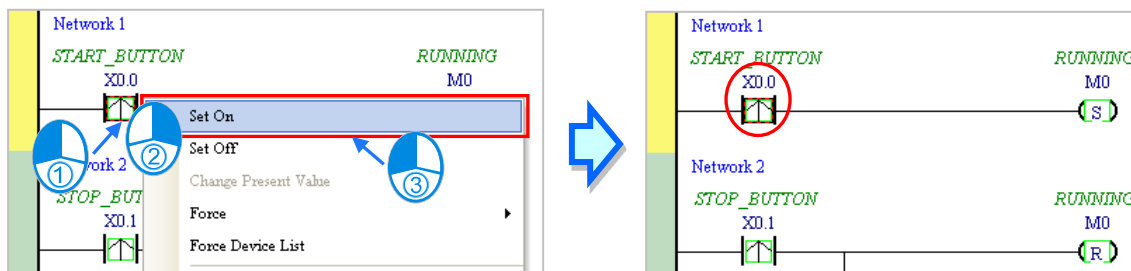 Network 1
START_BUTTON RUNNING
X0.0 M0
Set On
① ② Set Off
③
work 2
Change Present Value
STOP_BUT
Force
X0.1
Force Device List
Network 1
START_BUTTON RUNNING
X0.0 M0
S
Network 2
STOP_BUTTON RUNNING
X0.1 M0
R